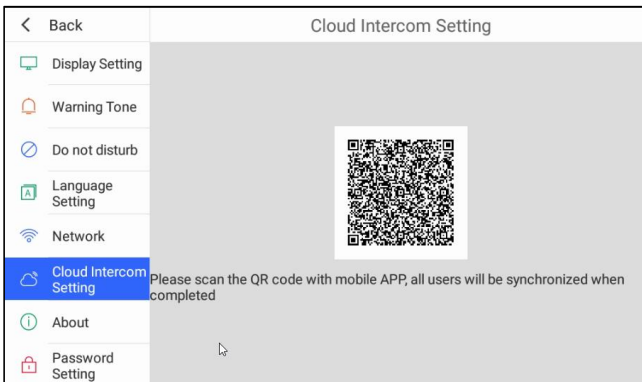 Back
Cloud Intercom Setting
Display Setting
Warning Tone
Do not disturb
Language
Setting
Network
Cloud Intercom
Setting
About
Password
Setting
Please scan the QR code with mobile APP, all users will be synchronized when
completed